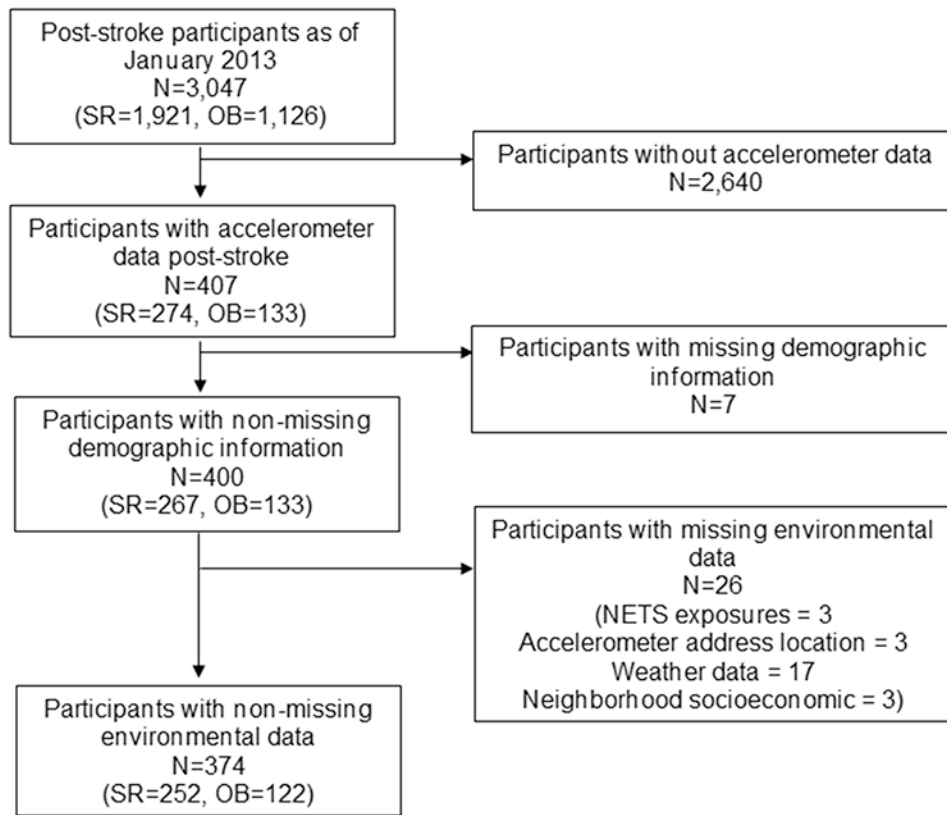 Post-stroke participants as of
January 2013
N=3,047
(SR=1,921, OB=1,126)
Participants without accelerometer data
N=2,640
Participants with accelerometer
data post-stroke
N=407
(SR=274, OB=133)
Participants with missing demographic
information
N=7
Participants with non-missing
demographic information
N=400
(SR=267, OB=133)
Participants with missing environmental
data
N=26
(NETS exposures = 3
Accelerometer address location = 3
Weather data = 17
Neighborhood socioeconomic = 3)
Participants with non-missing
environmental data
N=374
(SR=252, OB=122)